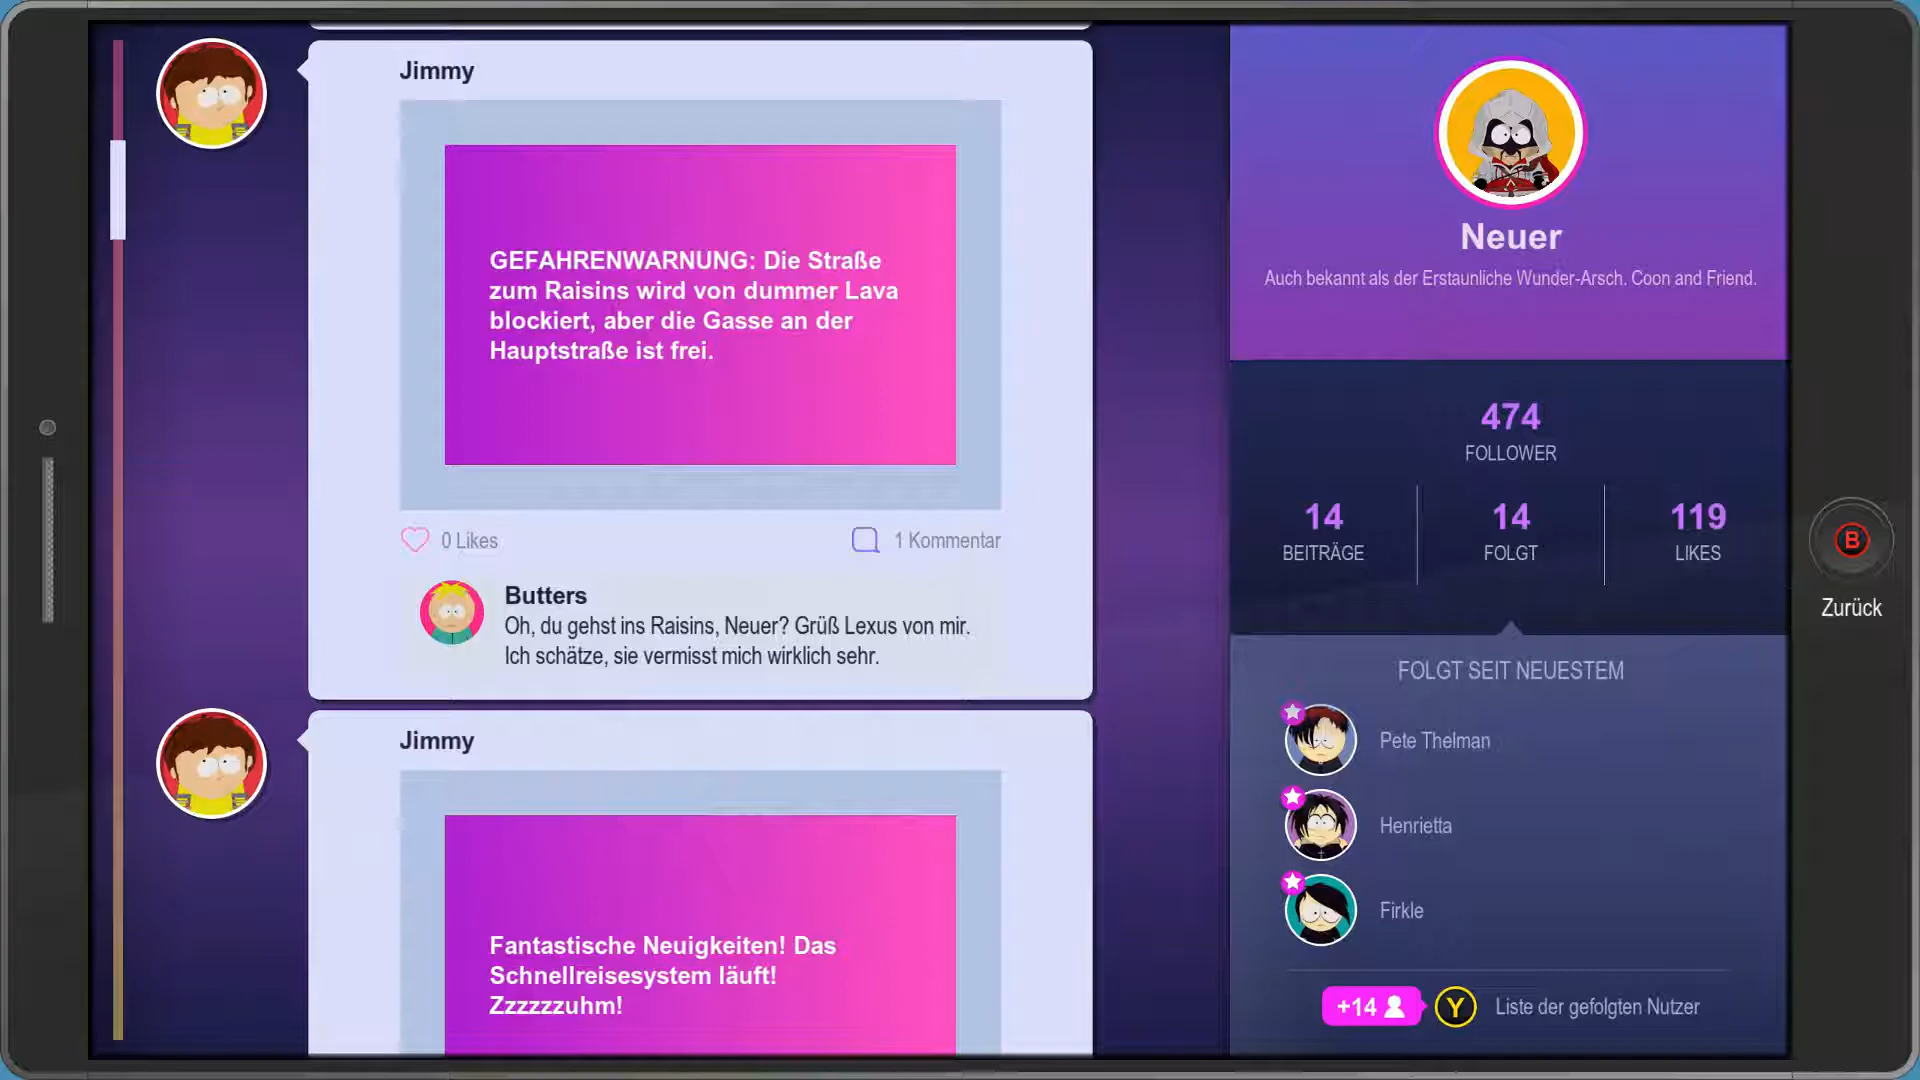 Jimmy
GEFAHRENWARNUNG: Die Straße
zum Raisins wird von dummer Lava
blockiert, aber die Gasse an der
Hauptstraße ist frei.
0 Likes
1 Kommentar
Butters
Oh, du gehst ins Raisins, Neuer? Grüß Lexus von mir.
Ich schätze, sie vermisst mich wirklich sehr.
Jimmy
Fantastische Neuigkeiten! Das
Schnellreisesystem läuft!
Zzzzzzuhm!
Neuer
Auch bekannt als der Erstaunliche Wunder-Arsch. Coon and Friend.
474
FOLLOWER
14
BEITRÄGE
14
FOLGT
119
LIKES
FOLGT SEIT NEUESTEM
Pete Thelman
Henrietta
Firkle
+14
Y
Liste der gefolgten Nutzer
B
Zurück